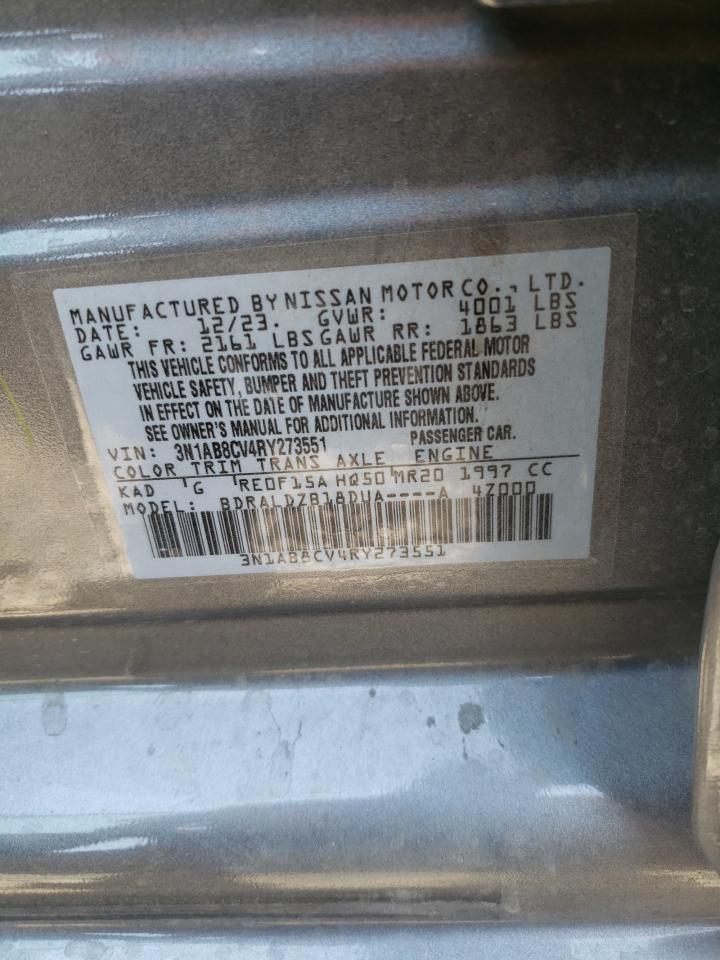 MANUFACTURED BY NISSAN MOTOR CO., LTD.
DATE: 12/23. GVWR: 4001 LBS
GAWR FR: 2161 LBS GAWR RR: 1863 LBS
THIS VEHICLE CONFORMS TO ALL APPLICABLE FEDERAL MOTOR
VEHICLE SAFETY, BUMPER AND THEFT PREVENTION STANDARDS
IN EFFECT ON THE DATE OF MANUFACTURE SHOWN ABOVE.
SEE OWNER'S MANUAL FOR ADDITIONAL INFORMATION.
VIN: 3N1AB8CV4RY273551 PASSENGER CAR.
COLOR TRIM TRANS AXLE ENGINE
KAD G RE0F15A HQ50 MR20 1997 CC
MODEL: BDRALDZB18DUA----A 4Z000
3N1AB8CV4RY273551